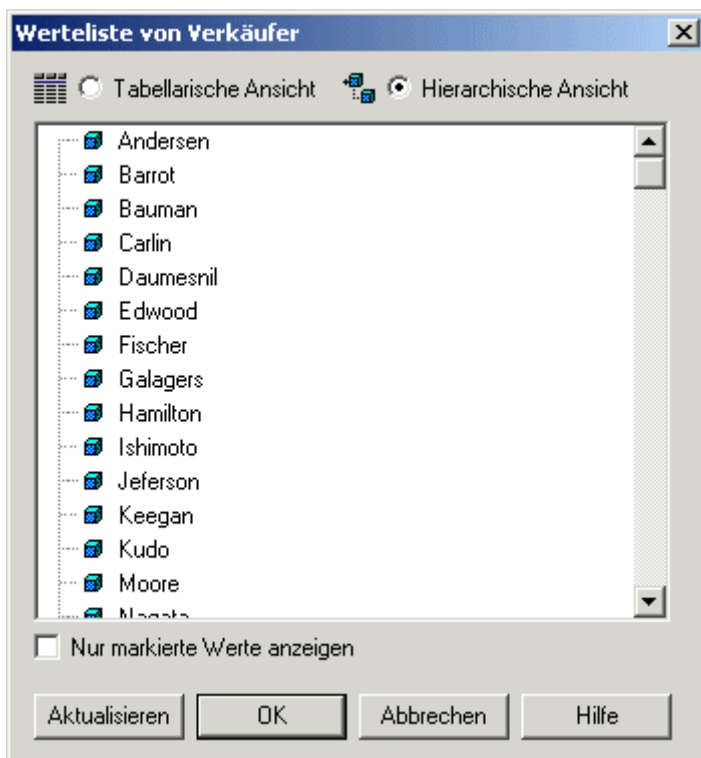 Werteliste von Verkäufer
Tabellarische Ansicht Hierarchische Ansicht
Andersen
Barrot
Bauman
Carlin
Daumesnil
Edwood
Fischer
Galagers
Hamilton
Ishimoto
Jeferson
Keegan
Kudo
Moore
Nagata
Nur markierte Werte anzeigen
Aktualisieren OK Abbrechen Hilfe